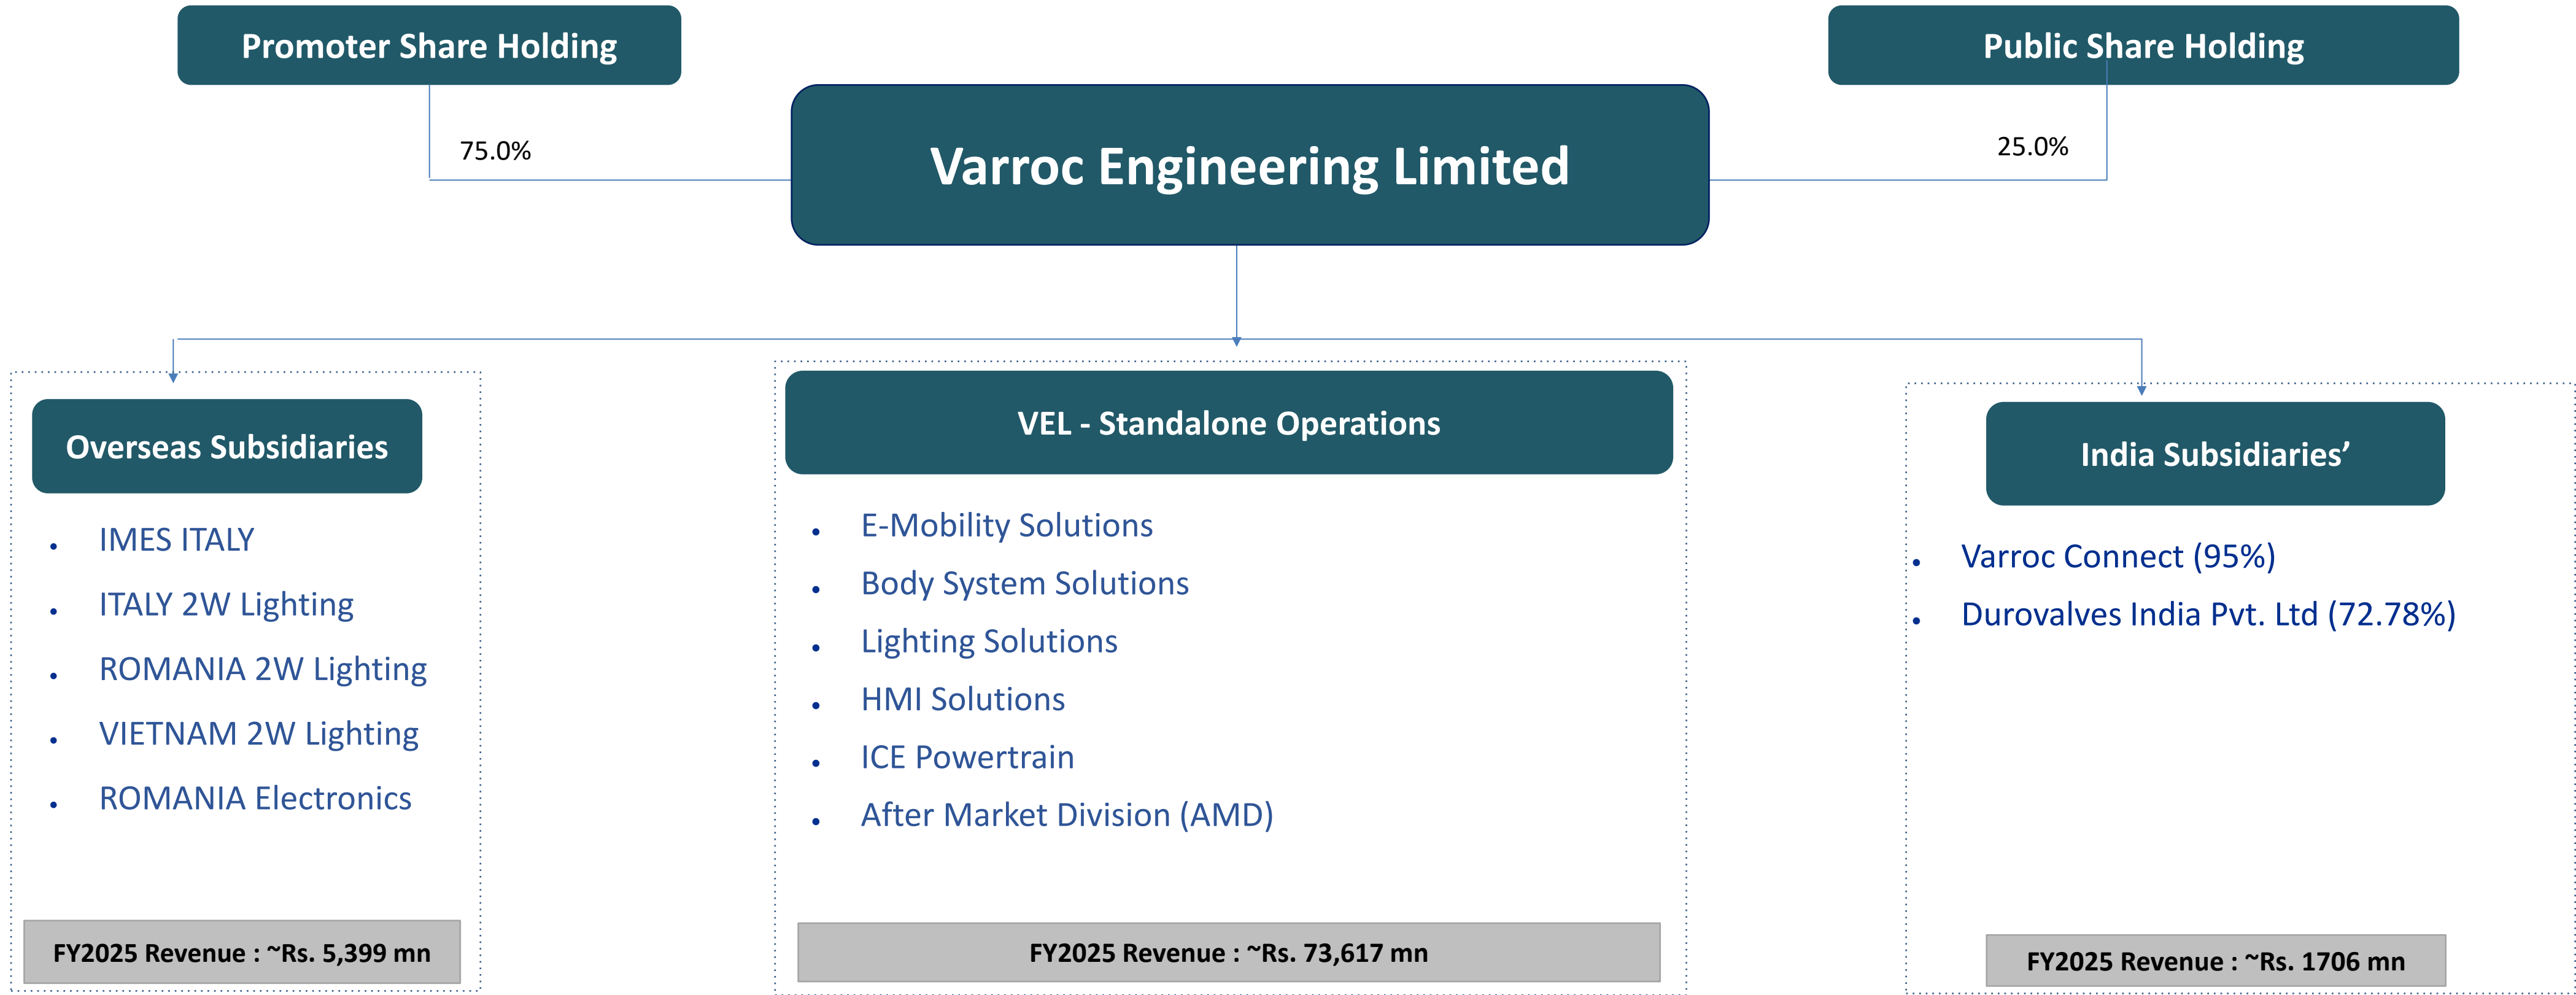 Promoter Share Holding
Public Share Holding
75.0%
Varroc Engineering Limited
25.0%
Overseas Subsidiaries
• IMES ITALY
• ITALY 2W Lighting
• ROMANIA 2W Lighting
• VIETNAM 2W Lighting
• ROMANIA Electronics
FY2025 Revenue : ~Rs. 5,399 mn
VEL - Standalone Operations
• E-Mobility Solutions
• Body System Solutions
• Lighting Solutions
• HMI Solutions
• ICE Powertrain
• After Market Division (AMD)
FY2025 Revenue : ~Rs. 73,617 mn
India Subsidiaries’
• Varroc Connect (95%)
• Durovalves India Pvt. Ltd (72.78%)
FY2025 Revenue : ~Rs. 1706 mn